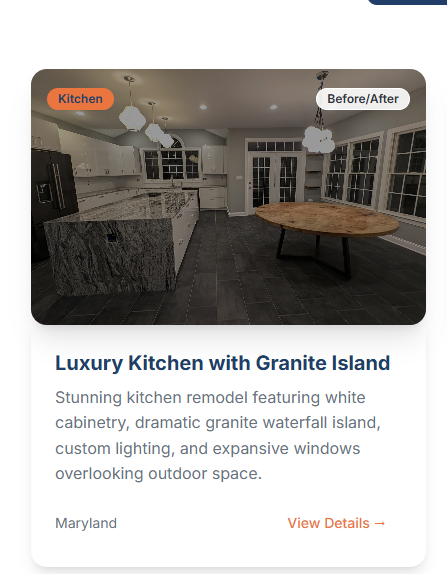 Kitchen
Before/After
Luxury Kitchen with Granite Island
Stunning kitchen remodel featuring white
cabinetry, dramatic granite waterfall island,
custom lighting, and expansive windows
overlooking outdoor space.
Maryland
View Details →